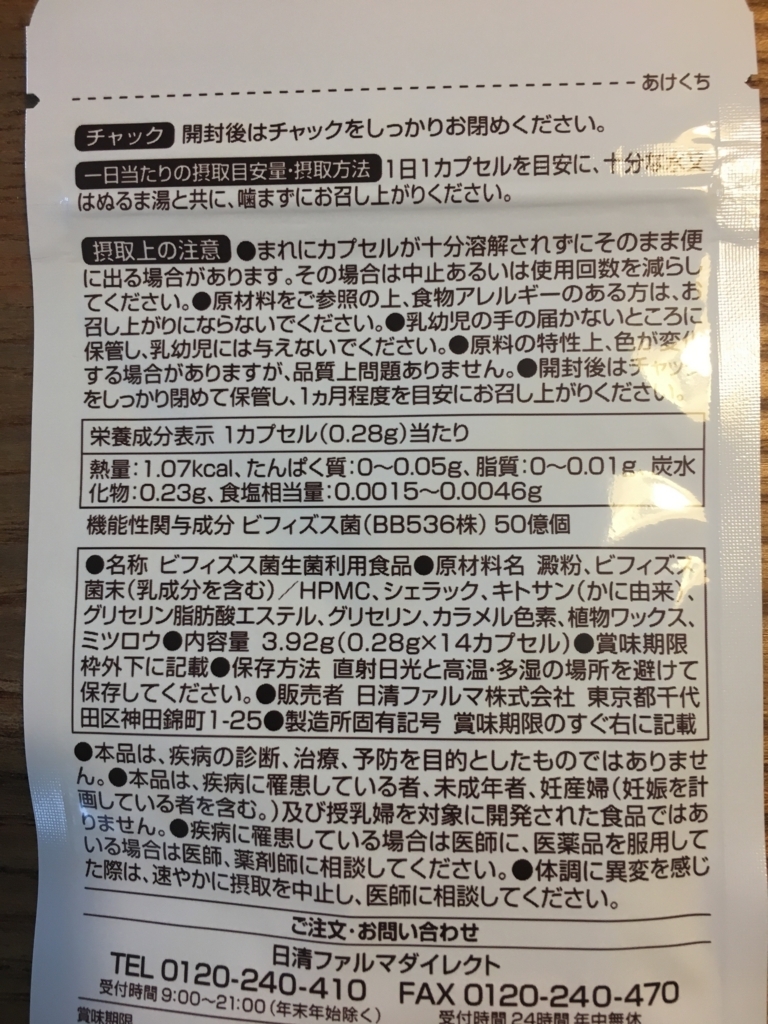 あけくち
チャック 開封後はチャックをしっかりお閉めください。
一日当たりの摂取目安量・摂取方法 1日1カプセルを目安に、十分な水又
はぬるま湯と共に、噛まずにお召し上がりください。
摂取上の注意 ●まれにカプセルが十分溶解されずにそのまま便
に出る場合があります。その場合は中止あるいは使用回数を減らし
てください。●原材料をご参照の上、食物アレルギーのある方は、お
召し上がりにならないでください。●乳幼児の手の届かないところに
保管し、乳幼児には与えないでください。●原料の特性上、色が変化
する場合がありますが、品質上問題ありません。●開封後はチャック
をしっかり閉めて保管し、1ヵ月程度を目安にお召し上がりください。
栄養成分表示 1カプセル(0.28g)当たり
熱量:1.07kcal、たんぱく質:0〜0.05g、脂質:0〜0.01g、炭水
化物:0.23g、食塩相当量:0.0015〜0.0046g
機能性関与成分 ビフィズス菌(BB536株) 50億個
●名称 ビフィズス菌生菌利用食品●原材料名 澱粉、ビフィズス
菌末(乳成分を含む)/HPMC、シェラック、キトサン(かに由来)、
グリセリン脂肪酸エステル、グリセリン、カラメル色素、植物ワックス、
ミツロウ●内容量 3.92g(0.28g×14カプセル)●賞味期限
枠外下に記載●保存方法 直射日光と高温・多湿の場所を避けて
保存してください。●販売者 日清ファルマ株式会社 東京都千代
田区神田錦町1-25●製造所固有記号 賞味期限のすぐ右に記載
●本品は、疾病の診断、治療、予防を目的としたものではありませ
ん。●本品は、疾病に罹患している者、未成年者、妊産婦(妊娠を計
画している者を含む。)及び授乳婦を対象に開発された食品ではあ
りません。●疾病に罹患している場合は医師に、医薬品を服用して
いる場合は医師、薬剤師に相談してください。●体調に異変を感じ
た際は、速やかに摂取を中止し、医師に相談してください。
ご注文・お問い合わせ
日清ファルマダイレクト
TEL 0120-240-410 FAX 0120-240-470
受付時間 9:00〜21:00(年末年始除く) 受付時間 24時間 年中無休
賞味期限